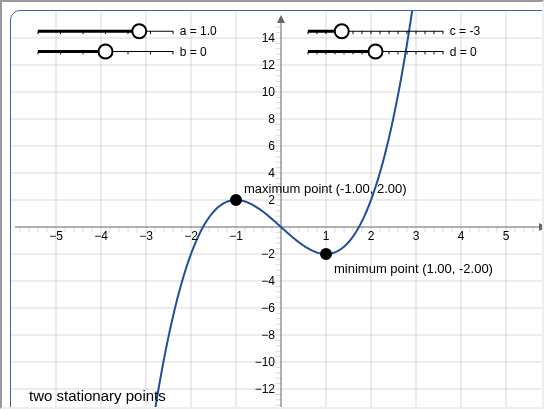 a = 1.0
c = -3
b = 0
d = 0
14
12
10
8
6
4
maximum point (-1.00, 2.00)
2
−5 −4 −3 −2 −1 1 2 3 4 5
−2
minimum point (1.00, -2.00)
−4
−6
−8
−10
−12
two stationary points